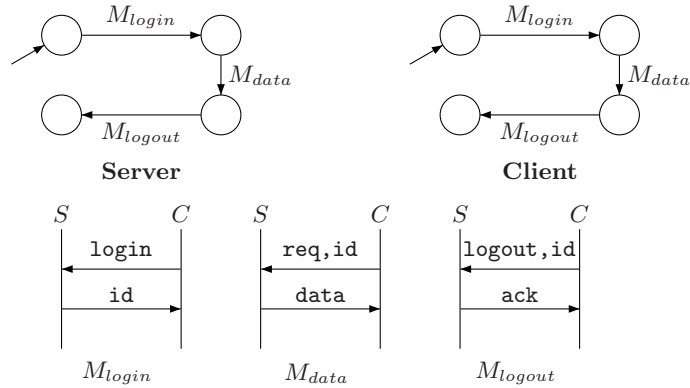 M_login M_login
M_data M_data
M_logout M_logout
Server Client
S C S C S C
login req,id logout,id
id data ack
M_login M_data M_logout